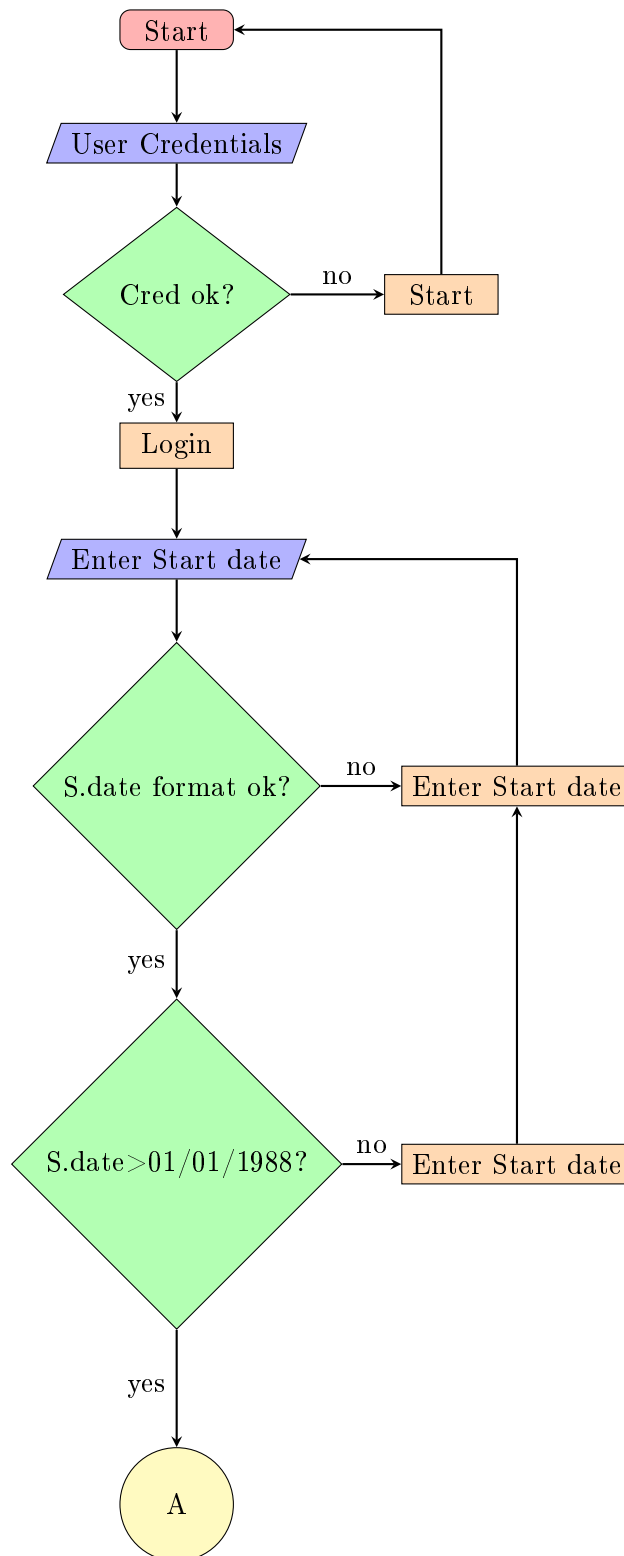 Start
User Credentials
Cred ok?
no
Start
yes
Login
Enter Start date
S.date format ok?
no
Enter Start date
yes
S.date>01/01/1988?
no
Enter Start date
yes
A